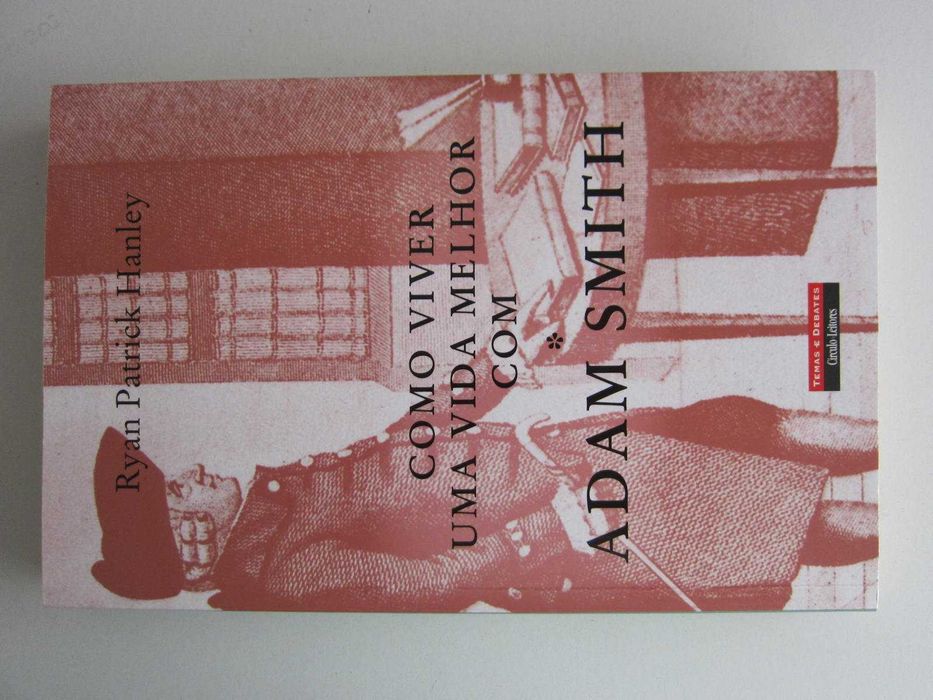 Ryan Patrick Hanley
COMO VIVER
UMA VIDA MELHOR
COM
*
ADAM SMITH
TEMAS E DEBATES
Círculo Leitores